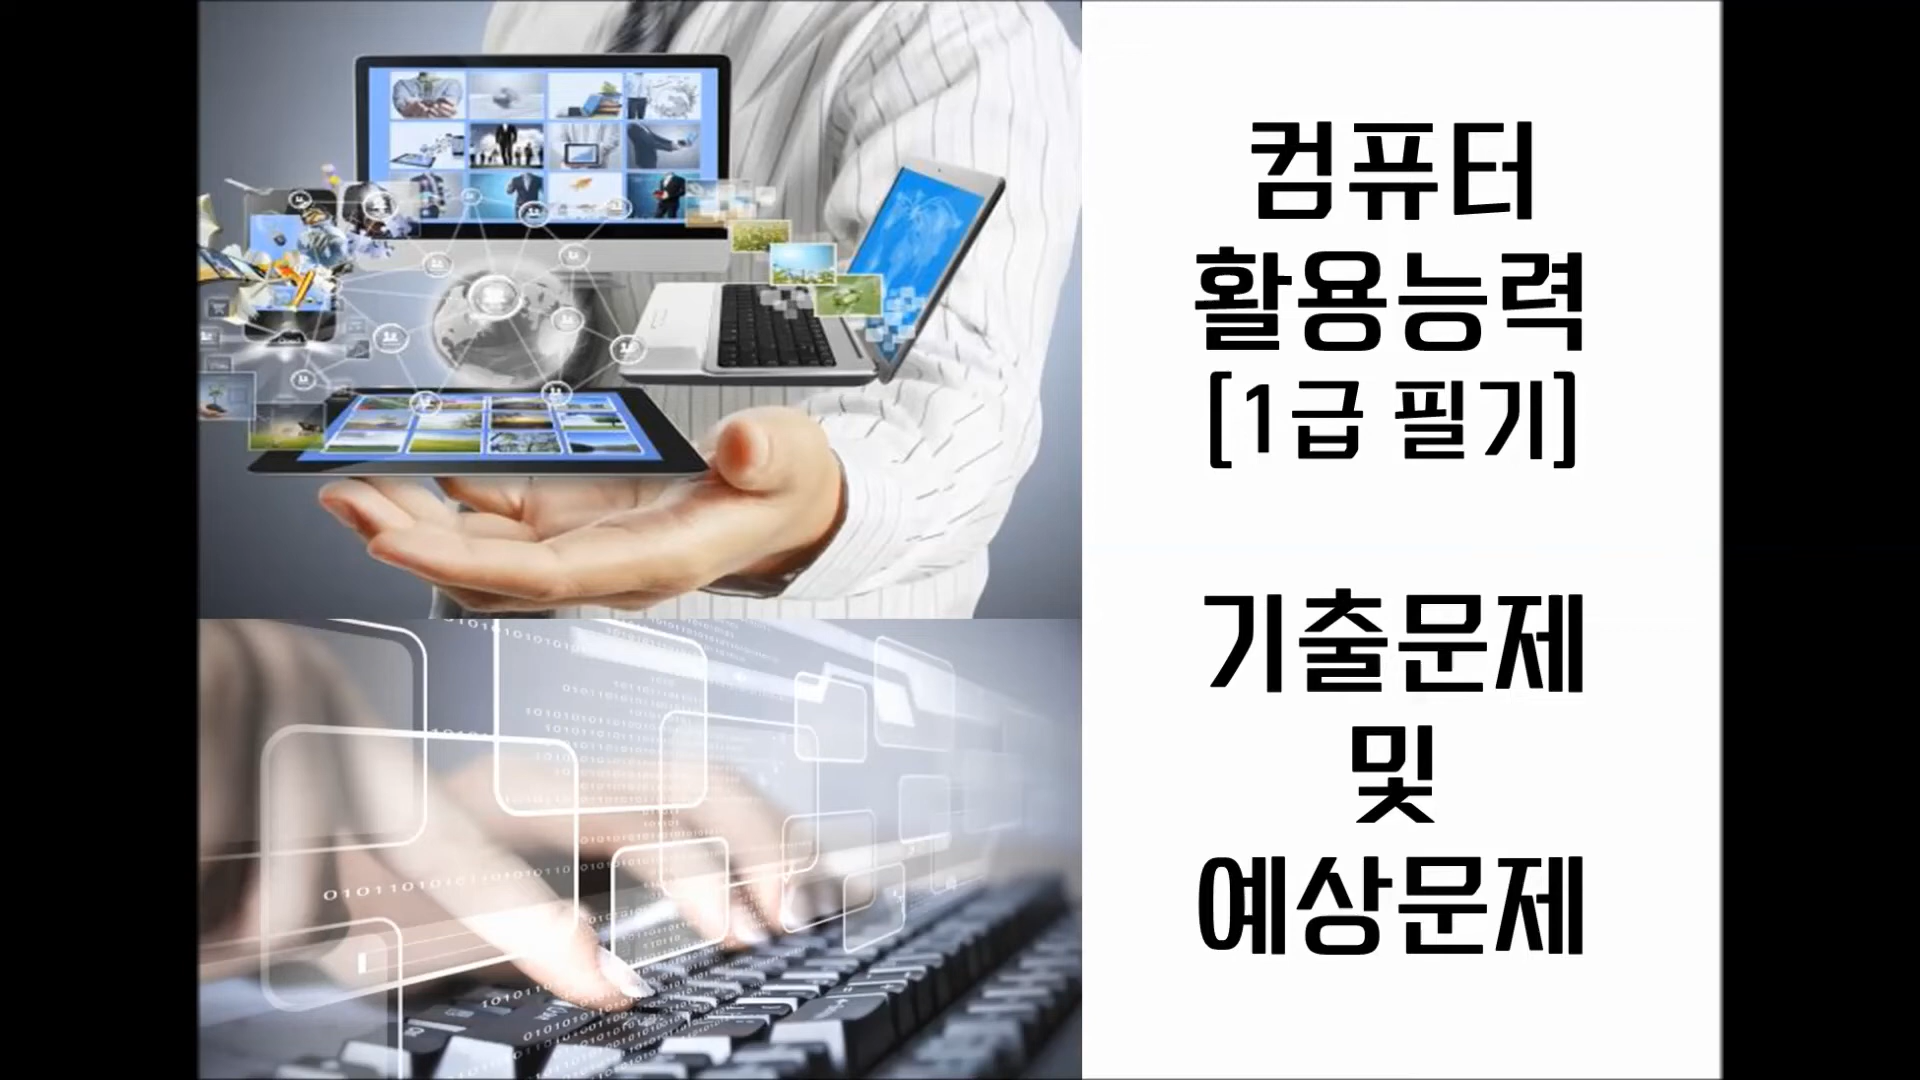 컴퓨터
활용능력
[1급 필기]
기출문제
및
예상문제